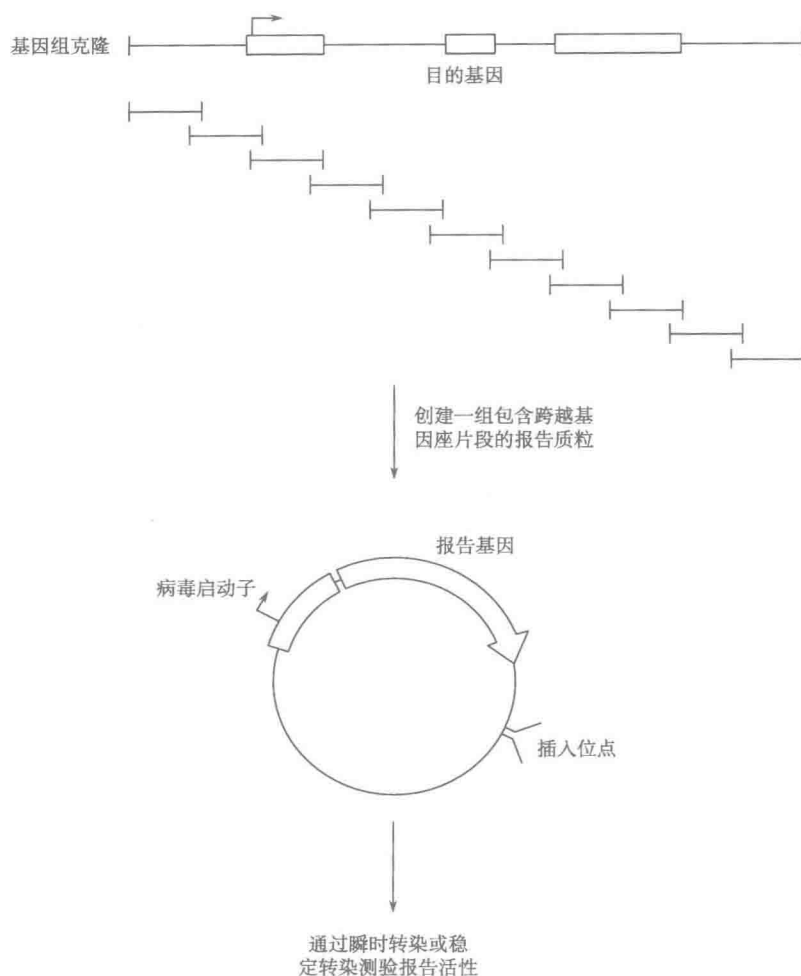 基因组克隆
目的基因
创建一组包含跨越基
因座片段的报告质粒
报告基因
病毒启动子
插入位点
通过瞬时转染或稳
定转染测验报告活性